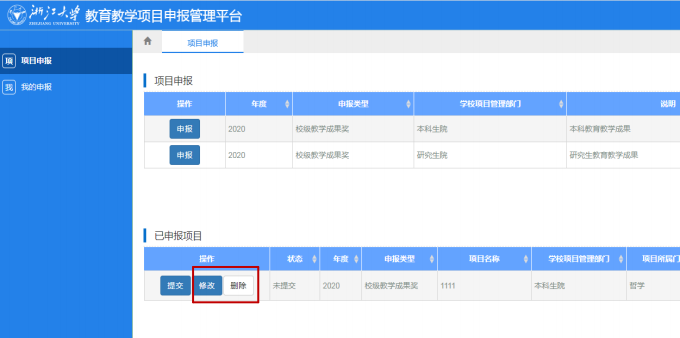 浙江大学 教育教学项目申报管理平台
ZHEJIANG UNIVERSITY
项目申报
填 项目申报
我 我的申报
项目申报
操作 年度 申报类型 学校项目管理部门 说明
申报 2020 校级教学成果奖 本科生院 本科教育教学成果
申报 2020 校级教学成果奖 研究生院 研究生教育教学成果
已申报项目
操作 状态 年度 申报类型 项目名称 学校项目管理部门 项目所属门
提交 修改 删除 未提交 2020 校级教学成果奖 1111 本科生院 哲学